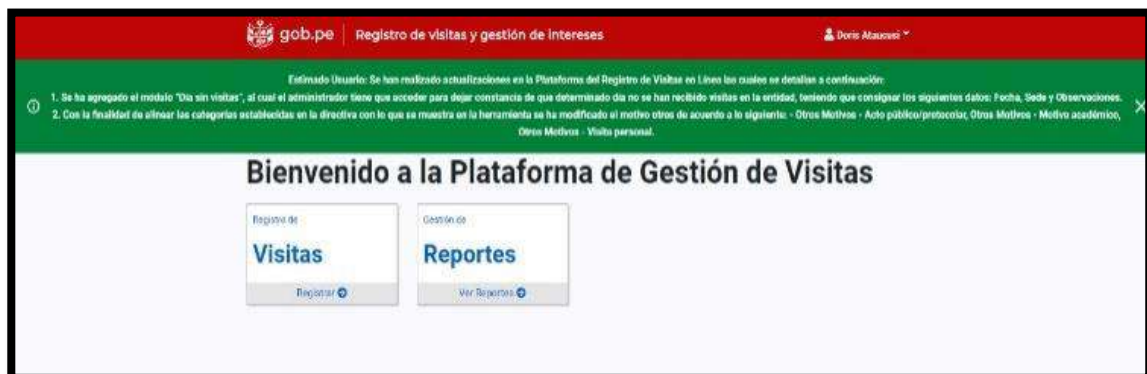 gob.pe | Registro de visitas y gestión de intereses
Doris Ataucusi
Estimado Usuario: Se han realizado actualizaciones en la Plataforma del Registro de Visitas en Línea las cuales se detallan a continuación:
1. Se ha agregado el módulo "Día sin visitas", al cual el administrador tiene que acceder para dejar constancia de que determinado día no se han recibido visitas en la entidad, teniendo que consignar los siguientes datos: Fecha, Sede y Observaciones.
2. Con la finalidad de alinear las categorías establecidas en la directiva con lo que se muestra en la herramienta se ha modificado el motivo otros de acuerdo a lo siguiente: - Otros Motivos - Acto público/protocolar, Otros Motivos - Motivo académico,
Otros Motivos - Visita personal.
Bienvenido a la Plataforma de Gestión de Visitas
Registro de
Visitas
Registrar
Gestión de
Reportes
Ver Reportes